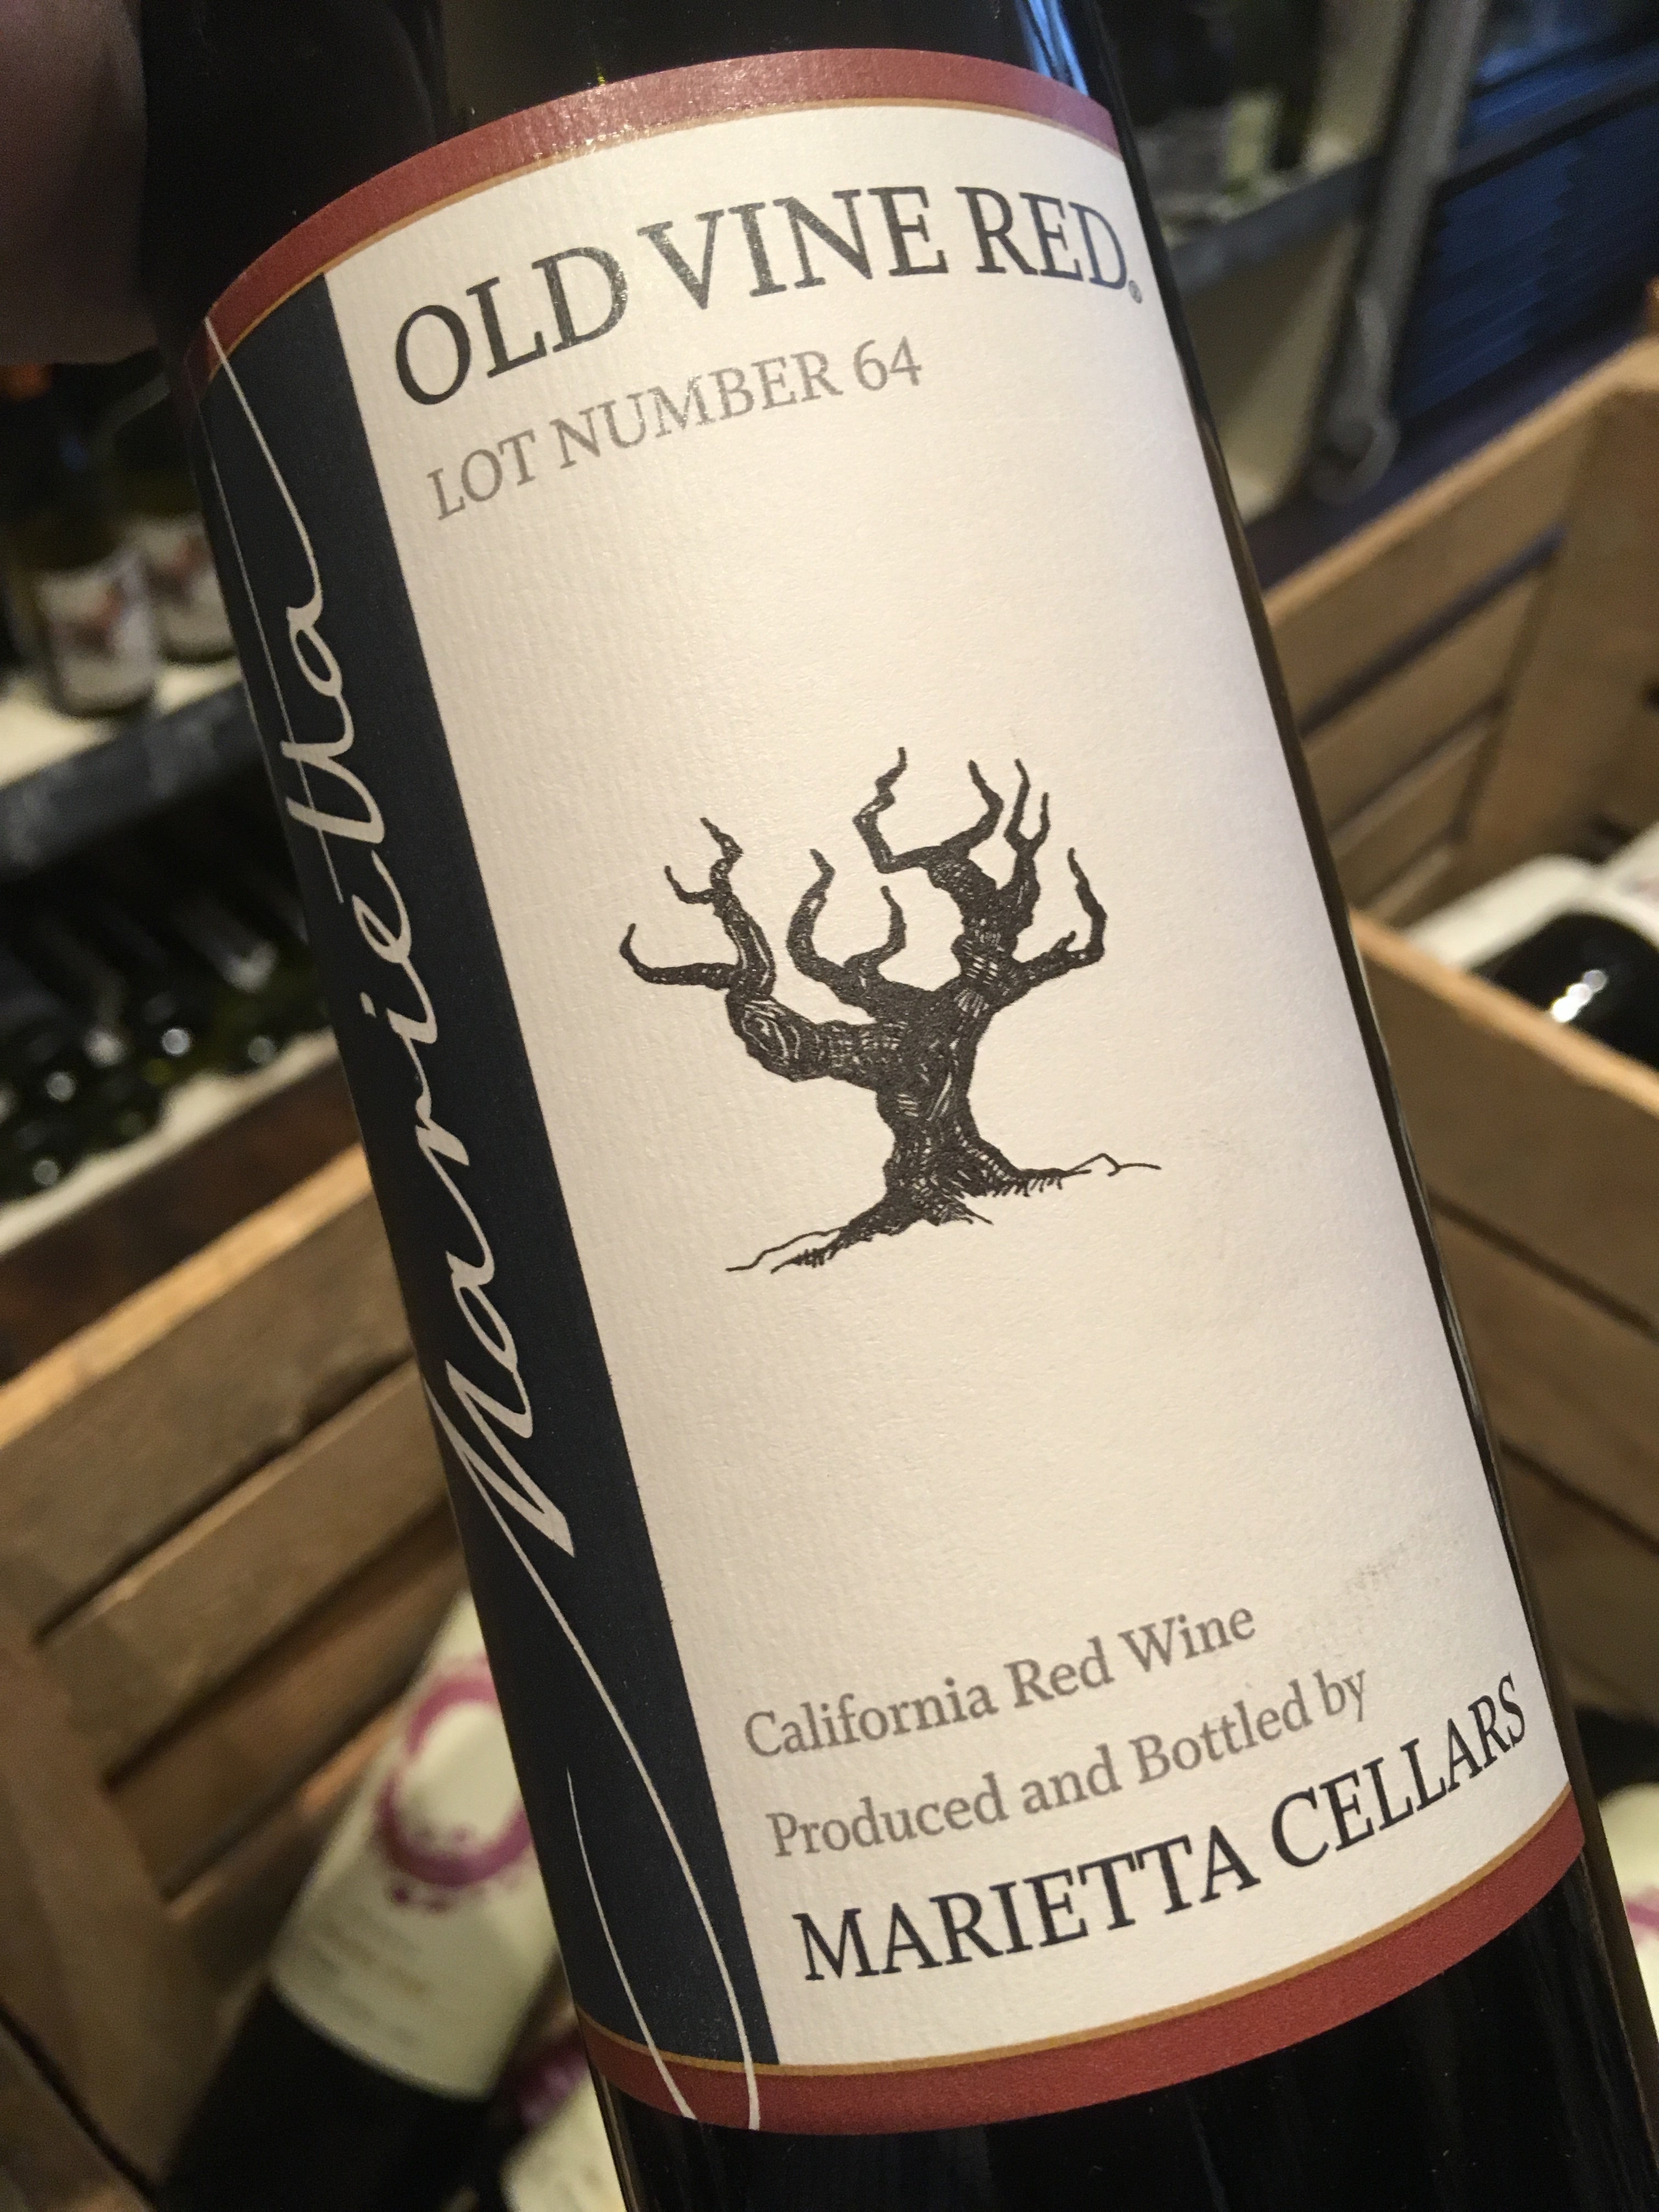 OLD VINE RED®
LOT NUMBER 64
Marietta
California Red Wine
Produced and Bottled by
MARIETTA CELLARS